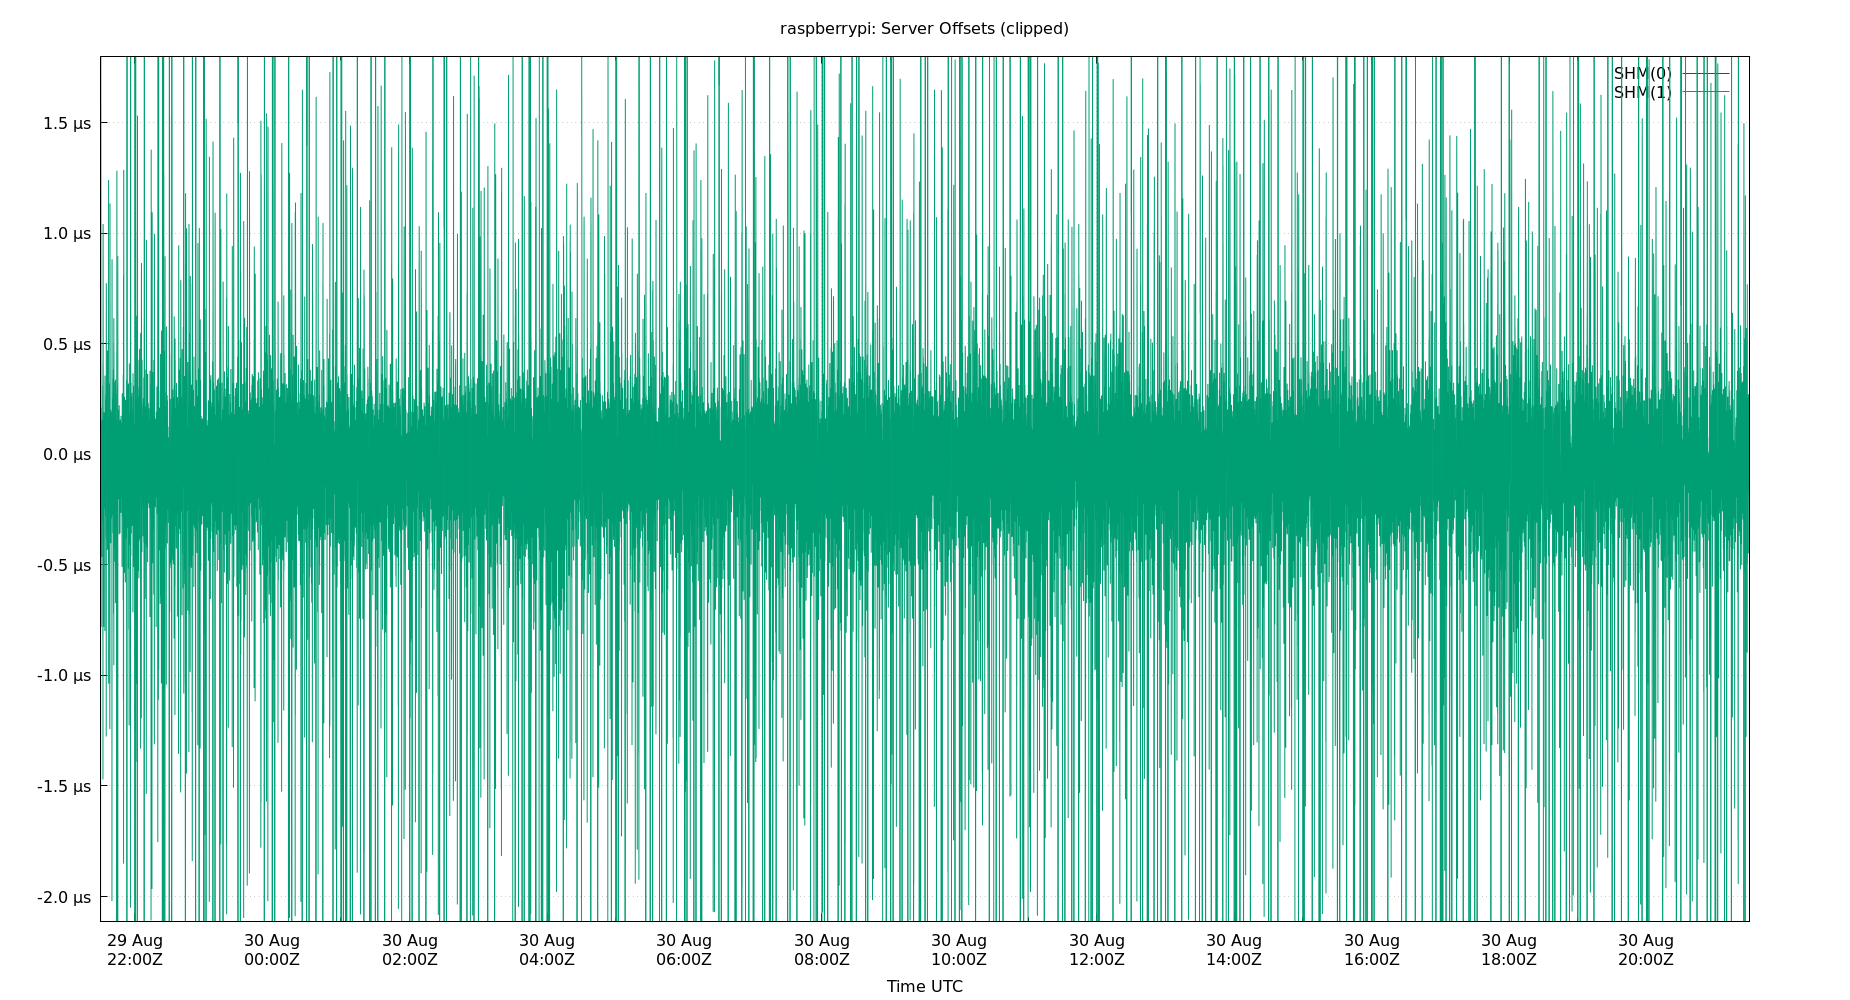 raspberrypi: Server Offsets (clipped)
SHM(0)
SHM(1)
1.5 µs
1.0 µs
0.5 µs
0.0 µs
-0.5 µs
-1.0 µs
-1.5 µs
-2.0 µs
29 Aug 30 Aug 30 Aug 30 Aug 30 Aug 30 Aug 30 Aug 30 Aug 30 Aug 30 Aug 30 Aug 30 Aug
22:00Z 00:00Z 02:00Z 04:00Z 06:00Z 08:00Z 10:00Z 12:00Z 14:00Z 16:00Z 18:00Z 20:00Z
Time UTC